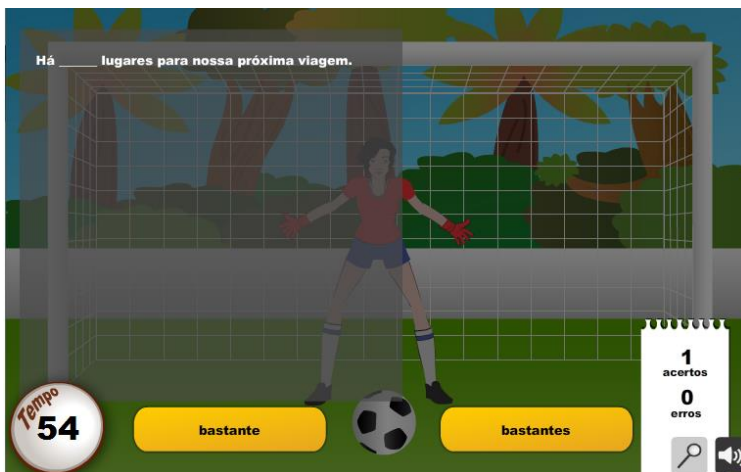 Há _____ lugares para nossa próxima viagem.
Tempo
54
bastante
bastantes
1
acertos
0
erros